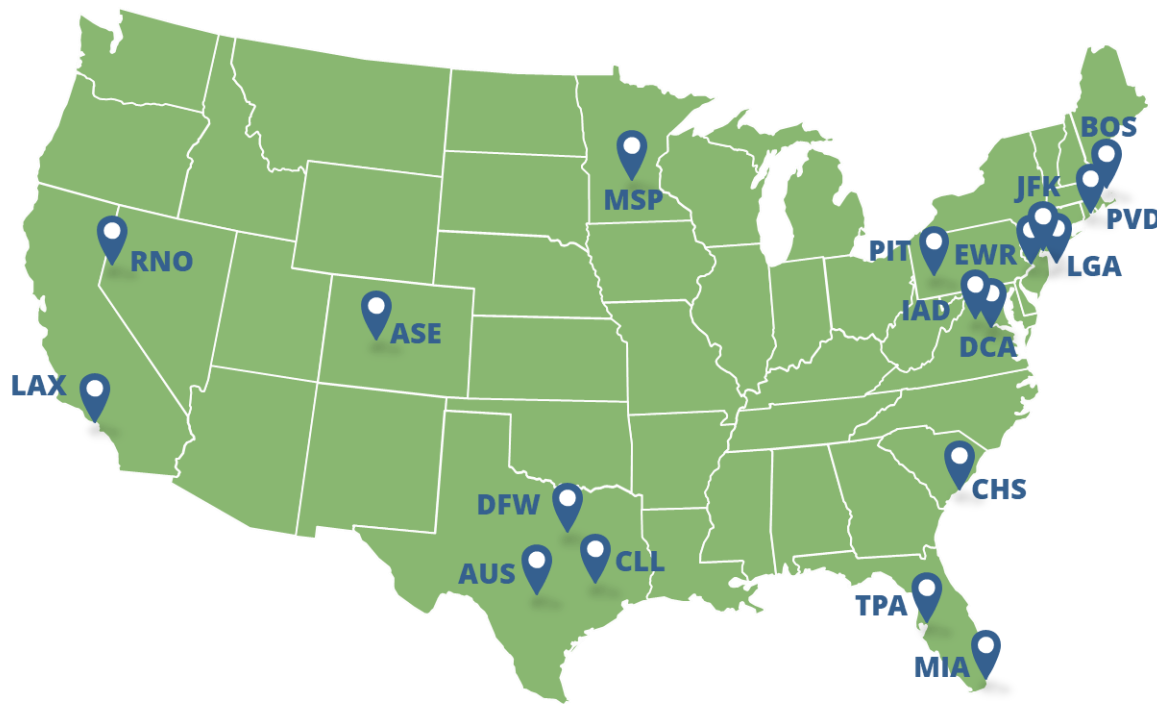 BOS
JFK
MSP
PVD
PIT
EWR
RNO
LGA
IAD
ASE
DCA
LAX
CHS
DFW
CLL
AUS
TPA
MIA